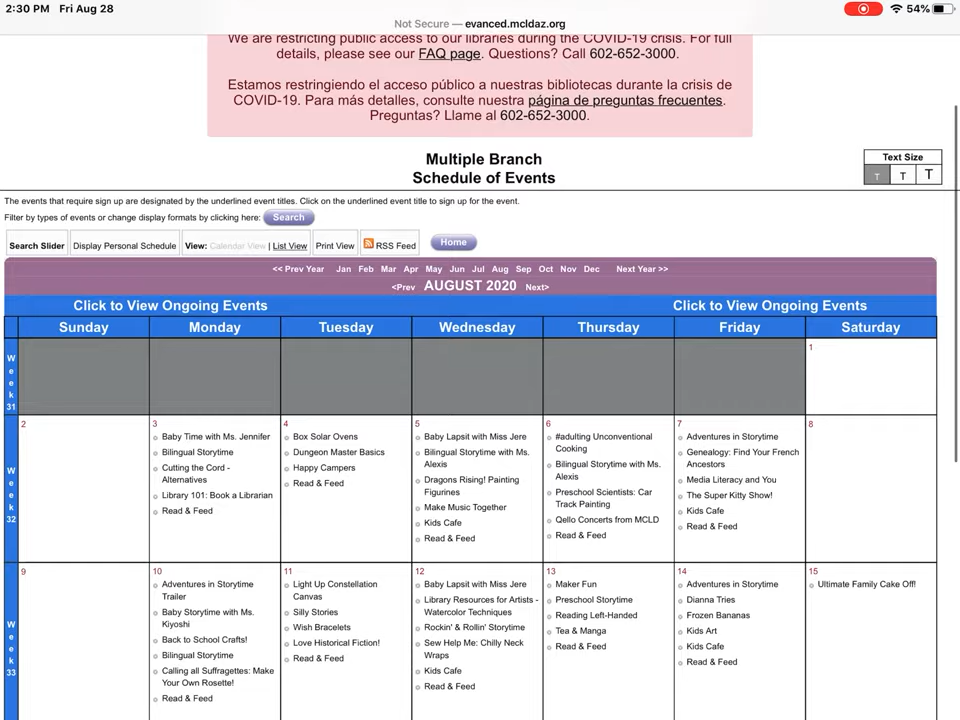 2:30 PM Fri Aug 28
54%
Not Secure — evanced.mcldaz.org
We are restricting public access to our libraries during the COVID-19 crisis. For full
details, please see our FAQ page. Questions? Call 602-652-3000.
Estamos restringiendo el acceso público a nuestras bibliotecas durante la crisis de
COVID-19. Para más detalles, consulte nuestra página de preguntas frecuentes.
Preguntas? Llame al 602-652-3000.
Multiple Branch
Schedule of Events
Text Size
T T T
The events that require sign up are designated by the underlined event titles. Click on the underlined event title to sign up for the event.
Filter by types of events or change display formats by clicking here: Search
Search Slider Display Personal Schedule View: Calendar View | List View Print View RSS Feed Home
<< Prev Year Jan Feb Mar Apr May Jun Jul Aug Sep Oct Nov Dec Next Year >>
<Prev AUGUST 2020 Next>
Click to View Ongoing Events Click to View Ongoing Events
Sunday Monday Tuesday Wednesday Thursday Friday Saturday
Week 31
1
Week 32
2
3
Baby Time with Ms. Jennifer
Bilingual Storytime
Cutting the Cord -
Alternatives
Library 101: Book a Librarian
Read & Feed
4
Box Solar Ovens
Dungeon Master Basics
Happy Campers
Read & Feed
5
Baby Lapsit with Miss Jere
Bilingual Storytime with Ms.
Alexis
Dragons Rising! Painting
Figurines
Make Music Together
Kids Cafe
Read & Feed
6
#adulting Unconventional
Cooking
Bilingual Storytime with Ms.
Alexis
Preschool Scientists: Car
Track Painting
Qello Concerts from MCLD
Read & Feed
7
Adventures in Storytime
Genealogy: Find Your French
Ancestors
Media Literacy and You
The Super Kitty Show!
Kids Cafe
Read & Feed
8
Week 33
9
10
Adventures in Storytime
Trailer
Baby Storytime with Ms.
Kiyoshi
Back to School Crafts!
Bilingual Storytime
Calling all Suffragettes: Make
Your Own Rosette!
Read & Feed
11
Light Up Constellation
Canvas
Silly Stories
Wish Bracelets
Love Historical Fiction!
Read & Feed
12
Baby Lapsit with Miss Jere
Library Resources for Artists -
Watercolor Techniques
Rockin' & Rollin' Storytime
Sew Help Me: Chilly Neck
Wraps
Kids Cafe
Read & Feed
13
Maker Fun
Preschool Storytime
Reading Left-Handed
Tea & Manga
Read & Feed
14
Adventures in Storytime
Dianna Tries
Frozen Bananas
Kids Art
Kids Cafe
Read & Feed
15
Ultimate Family Cake Off!